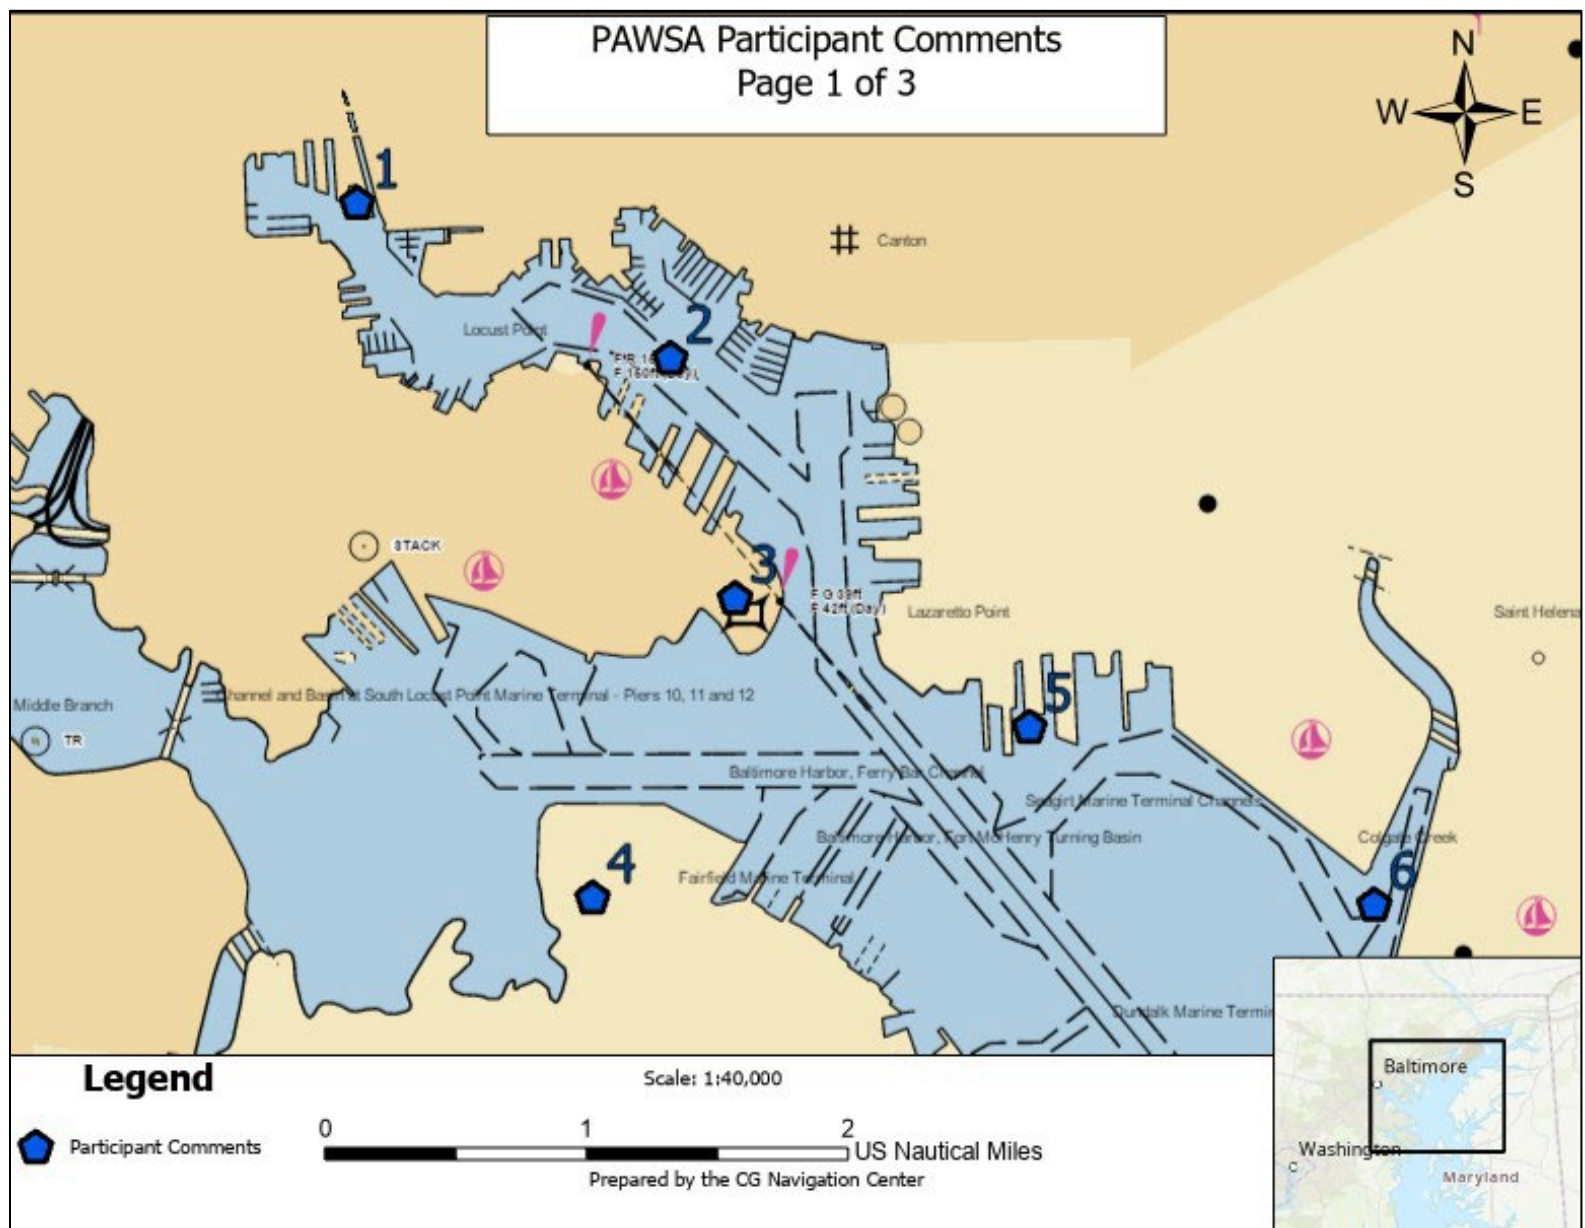 PAWSA Participant Comments
Page 1 of 3
N
W
E
S
1
Canton
2
Locust Point
3
STACK
F G 39ft
F 42ft (Day)
Lazaretto Point
Saint Helena
Channel and Basin at South Locust Point Marine Terminal - Piers 10, 11 and 12
Middle Branch
TR
5
Baltimore Harbor, Ferry Bar Channel
Seagirt Marine Terminal Channels
Baltimore Harbor, Fort McHenry Turning Basin
Colgate Creek
4
Fairfield Marine Terminal
6
Dundalk Marine Termin
Legend
Participant Comments
Scale: 1:40,000
0
1
2
US Nautical Miles
Prepared by the CG Navigation Center
Baltimore
Washington
Maryland